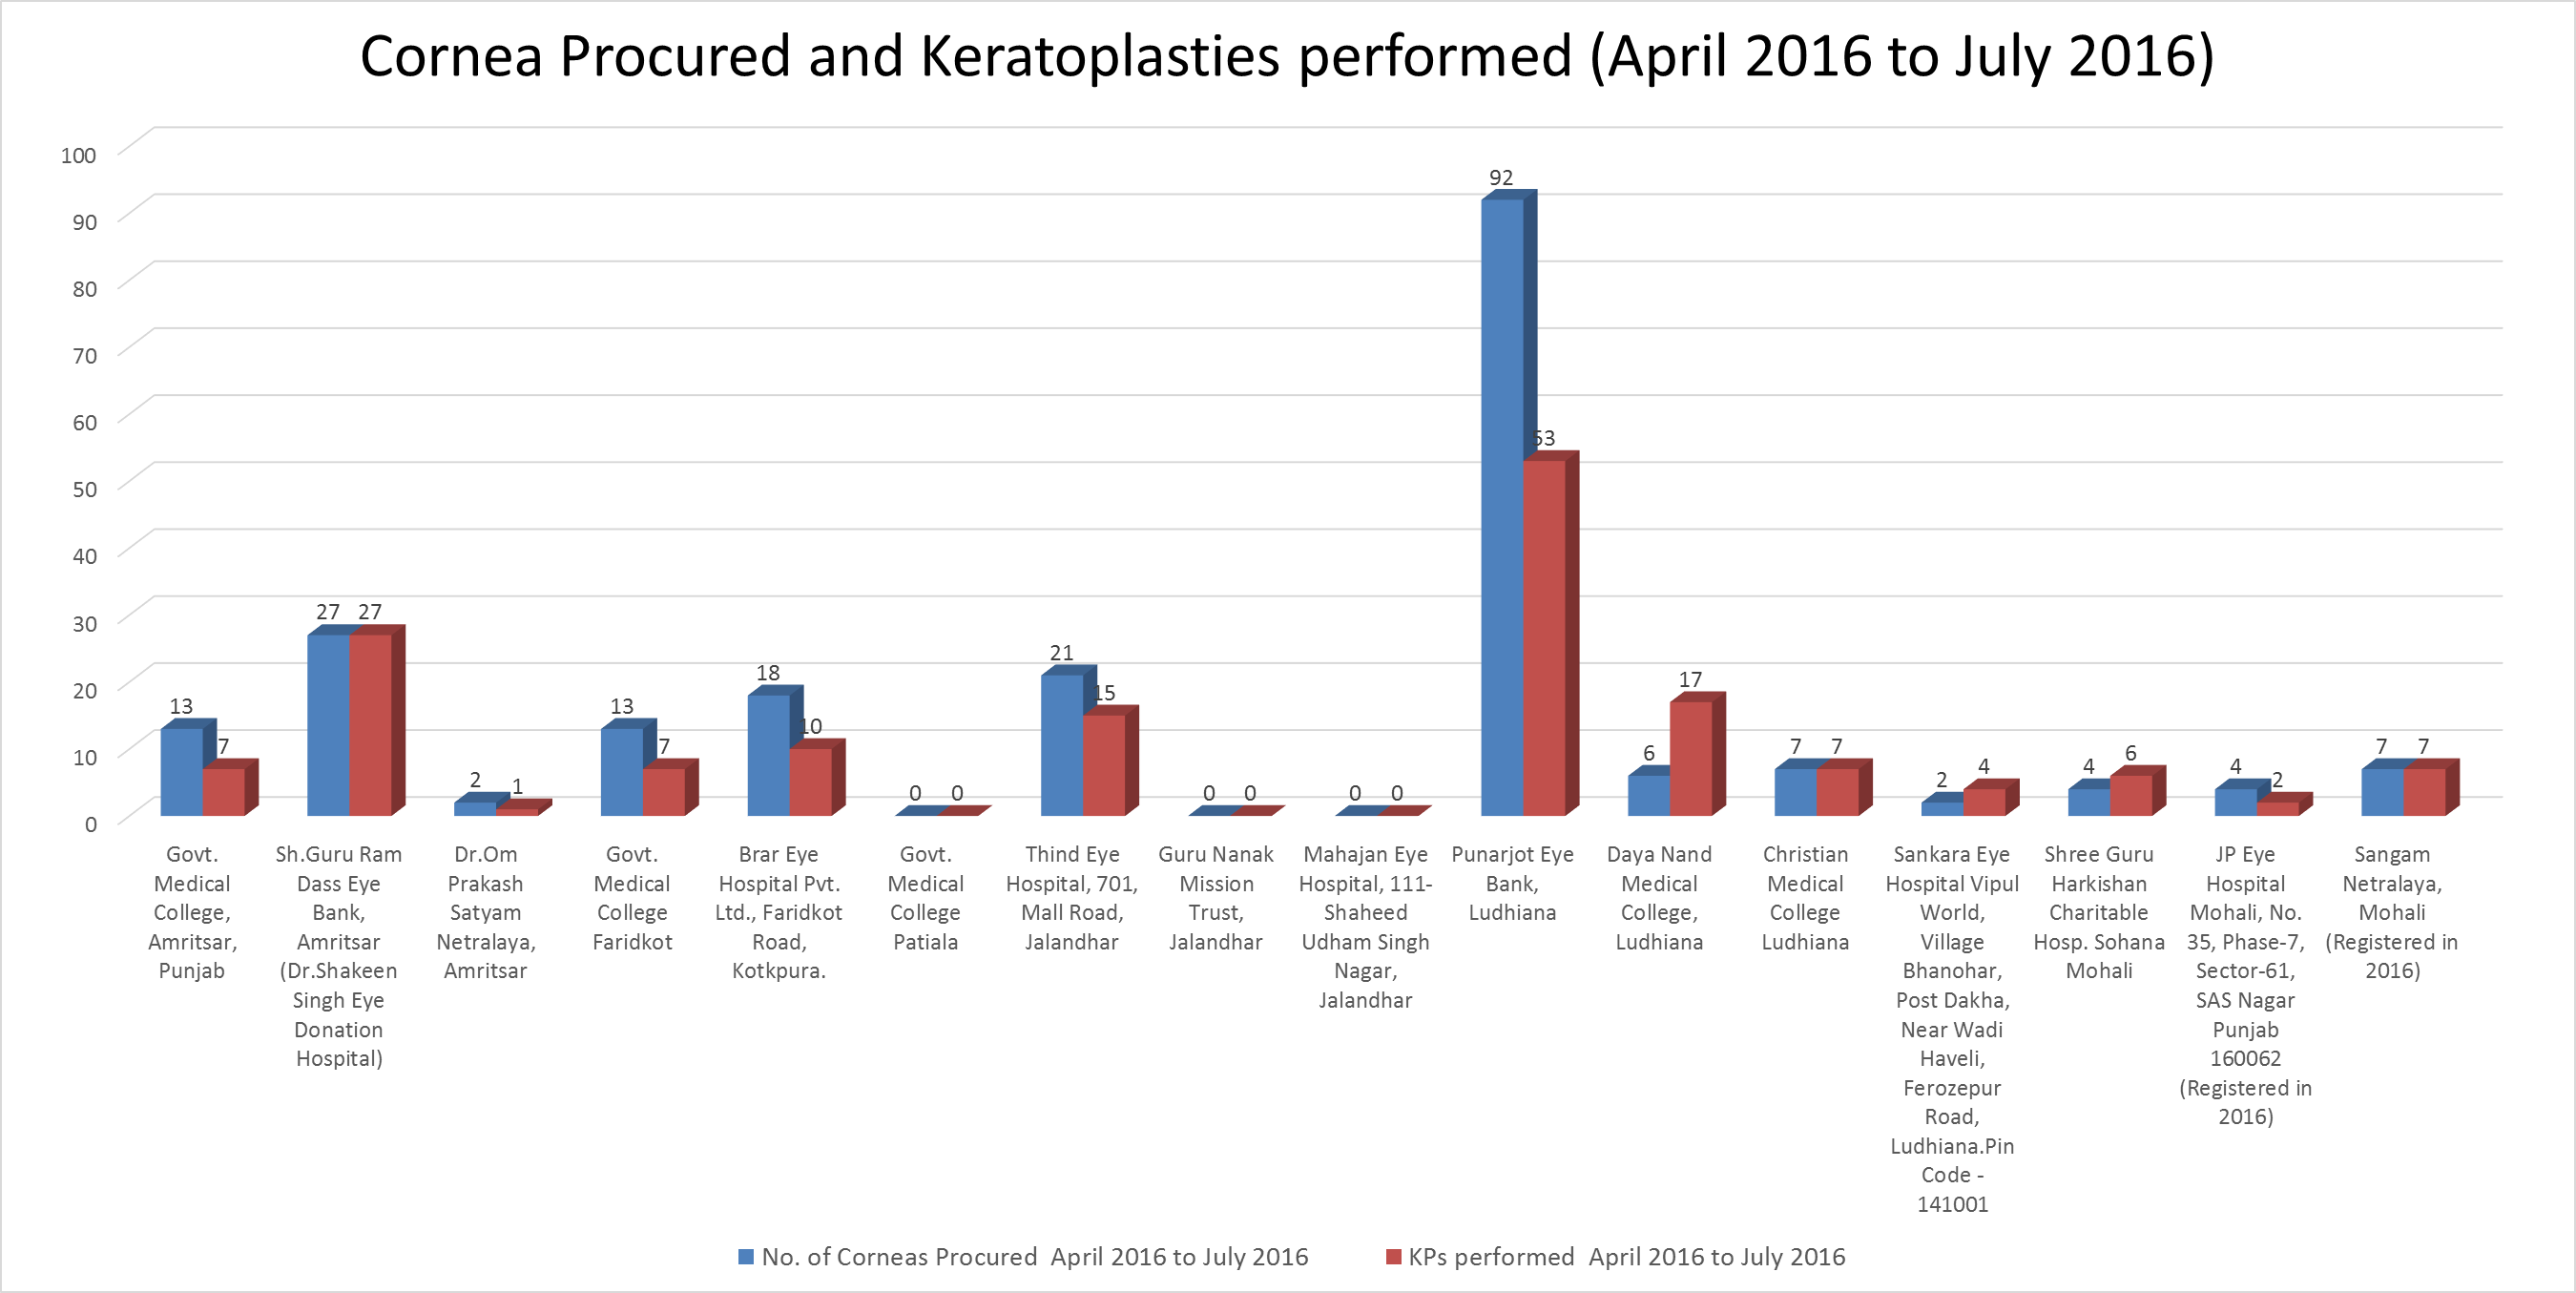 Cornea Procured and Keratoplasties performed (April 2016 to July 2016)
100
90
80
70
60
50
40
30
20
10
0
13
7
27
27
2
1
13
7
18
10
0
0
21
15
0
0
0
0
92
53
6
17
7
7
2
4
4
6
4
2
7
7
Govt.
Medical
College,
Amritsar,
Punjab
Sh.Guru Ram
Dass Eye
Bank,
Amritsar
(Dr.Shakeen
Singh Eye
Donation
Hospital)
Dr.Om
Prakash
Satyam
Netralaya,
Amritsar
Govt.
Medical
College
Faridkot
Brar Eye
Hospital Pvt.
Ltd., Faridkot
Road,
Kotkpura.
Govt.
Medical
College
Patiala
Thind Eye
Hospital, 701,
Mall Road,
Jalandhar
Guru Nanak
Mission
Trust,
Jalandhar
Mahajan Eye
Hospital, 111-
Shaheed
Udham Singh
Nagar,
Jalandhar
Punarjot Eye
Bank,
Ludhiana
Daya Nand
Medical
College,
Ludhiana
Christian
Medical
College
Ludhiana
Sankara Eye
Hospital Vipul
World,
Village
Bhanohar,
Post Dakha,
Near Wadi
Haveli,
Ferozepur
Road,
Ludhiana.Pin
Code -
141001
Shree Guru
Harkishan
Charitable
Hosp. Sohana
Mohali
JP Eye
Hospital
Mohali, No.
35, Phase-7,
Sector-61,
SAS Nagar
Punjab
160062
(Registered in
2016)
Sangam
Netralaya,
Mohali
(Registered in
2016)
No. of Corneas Procured  April 2016 to July 2016
KPs performed  April 2016 to July 2016